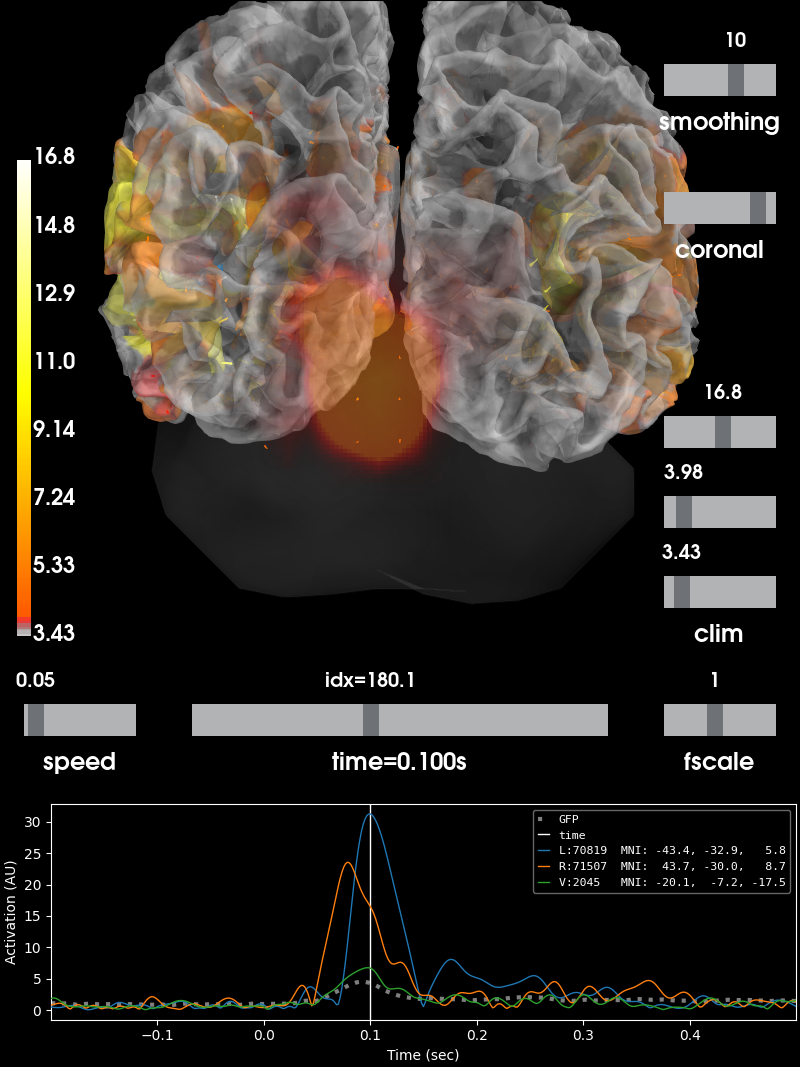 10
smoothing
coronal
16.8
14.8
12.9
11.0
9.14
7.24
5.33
3.43
16.8
3.98
3.43
clim
0.05
speed
idx=180.1
time=0.100s
1
fscale
Activation (AU)
30
25
20
15
10
5
0
−0.1
0.0
0.1
0.2
0.3
0.4
Time (sec)
GFP
time
L:70819 MNI: -43.4, -32.9, 5.8
R:71507 MNI: 43.7, -30.0, 8.7
V:2045 MNI: -20.1, -7.2, -17.5